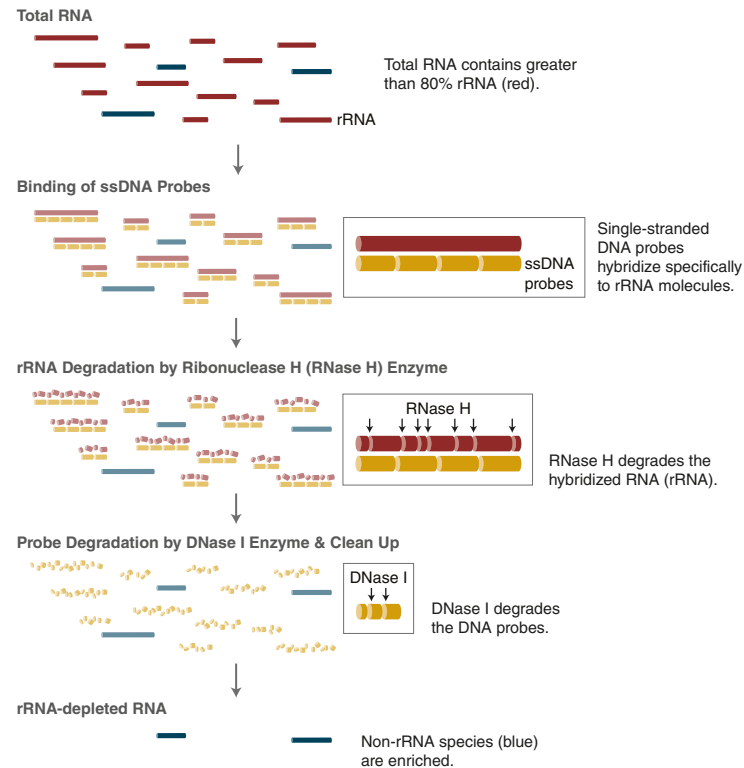 Total RNA
Total RNA contains greater
than 80% rRNA (red).
rRNA
Binding of ssDNA Probes
ssDNA
probes
Single-stranded
DNA probes
hybridize specifically
to rRNA molecules.
rRNA Degradation by Ribonuclease H (RNase H) Enzyme
RNase H
RNase H degrades the
hybridized RNA (rRNA).
Probe Degradation by DNase I Enzyme & Clean Up
DNase I
DNase I degrades
the DNA probes.
rRNA-depleted RNA
Non-rRNA species (blue)
are enriched.